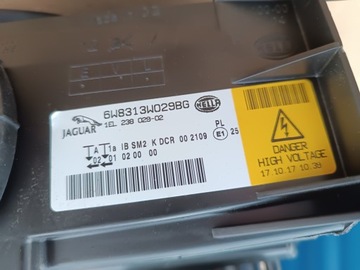 6W8313W029BG
HELLA
1EL 238 029-02
JAGUAR
A 1a IB SM2 K DCR 00 2109
PL
E1 25
02 01 02 00 00
DANGER
HIGH VOLTAGE
17 10 17 10 39